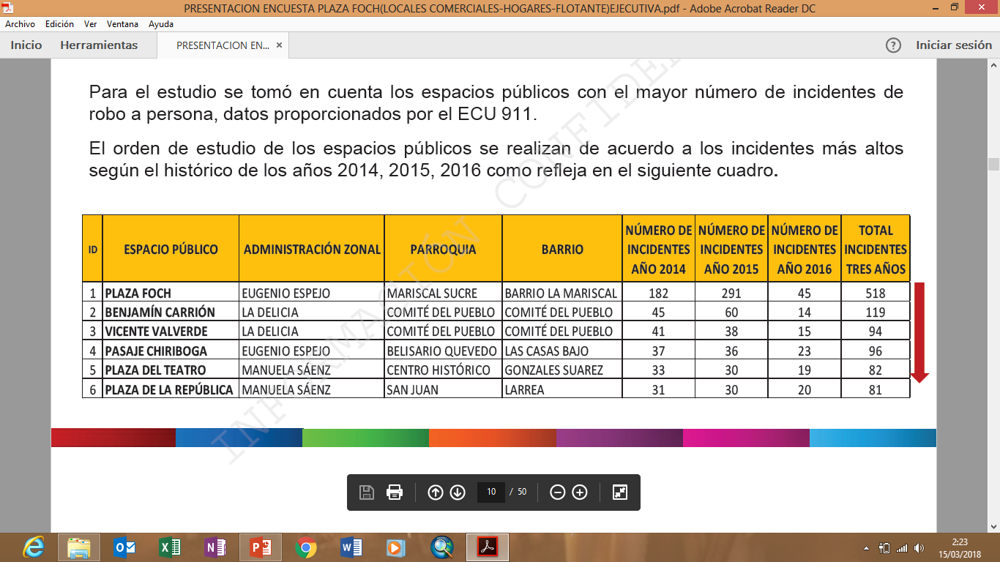 PRESENTACION ENCUESTA PLAZA FOCH(LOCALES COMERCIALES-HOGARES-FLOTANTE)EJECUTIVA.pdf - Adobe Acrobat Reader DC
Archivo Edición Ver Ventana Ayuda
Inicio Herramientas PRESENTACION EN... × ? Iniciar sesión
Para el estudio se tomó en cuenta los espacios públicos con el mayor número de incidentes de
robo a persona, datos proporcionados por el ECU 911.
El orden de estudio de los espacios públicos se realizan de acuerdo a los incidentes más altos
según el histórico de los años 2014, 2015, 2016 como refleja en el siguiente cuadro.
ID ESPACIO PÚBLICO ADMINISTRACIÓN ZONAL PARROQUIA BARRIO NÚMERO DE INCIDENTES AÑO 2014 NÚMERO DE INCIDENTES AÑO 2015 NÚMERO DE INCIDENTES AÑO 2016 TOTAL INCIDENTES TRES AÑOS
1 PLAZA FOCH EUGENIO ESPEJO MARISCAL SUCRE BARRIO LA MARISCAL 182 291 45 518
2 BENJAMÍN CARRIÓN LA DELICIA COMITÉ DEL PUEBLO COMITÉ DEL PUEBLO 45 60 14 119
3 VICENTE VALVERDE LA DELICIA COMITÉ DEL PUEBLO COMITÉ DEL PUEBLO 41 38 15 94
4 PASAJE CHIRIBOGA EUGENIO ESPEJO BELISARIO QUEVEDO LAS CASAS BAJO 37 36 23 96
5 PLAZA DEL TEATRO MANUELA SÁENZ CENTRO HISTÓRICO GONZALES SUAREZ 33 30 19 82
6 PLAZA DE LA REPÚBLICA MANUELA SÁENZ SAN JUAN LARREA 31 30 20 81
INFORMACIÓN CONFIDE
10 / 50
2:23
15/03/2018